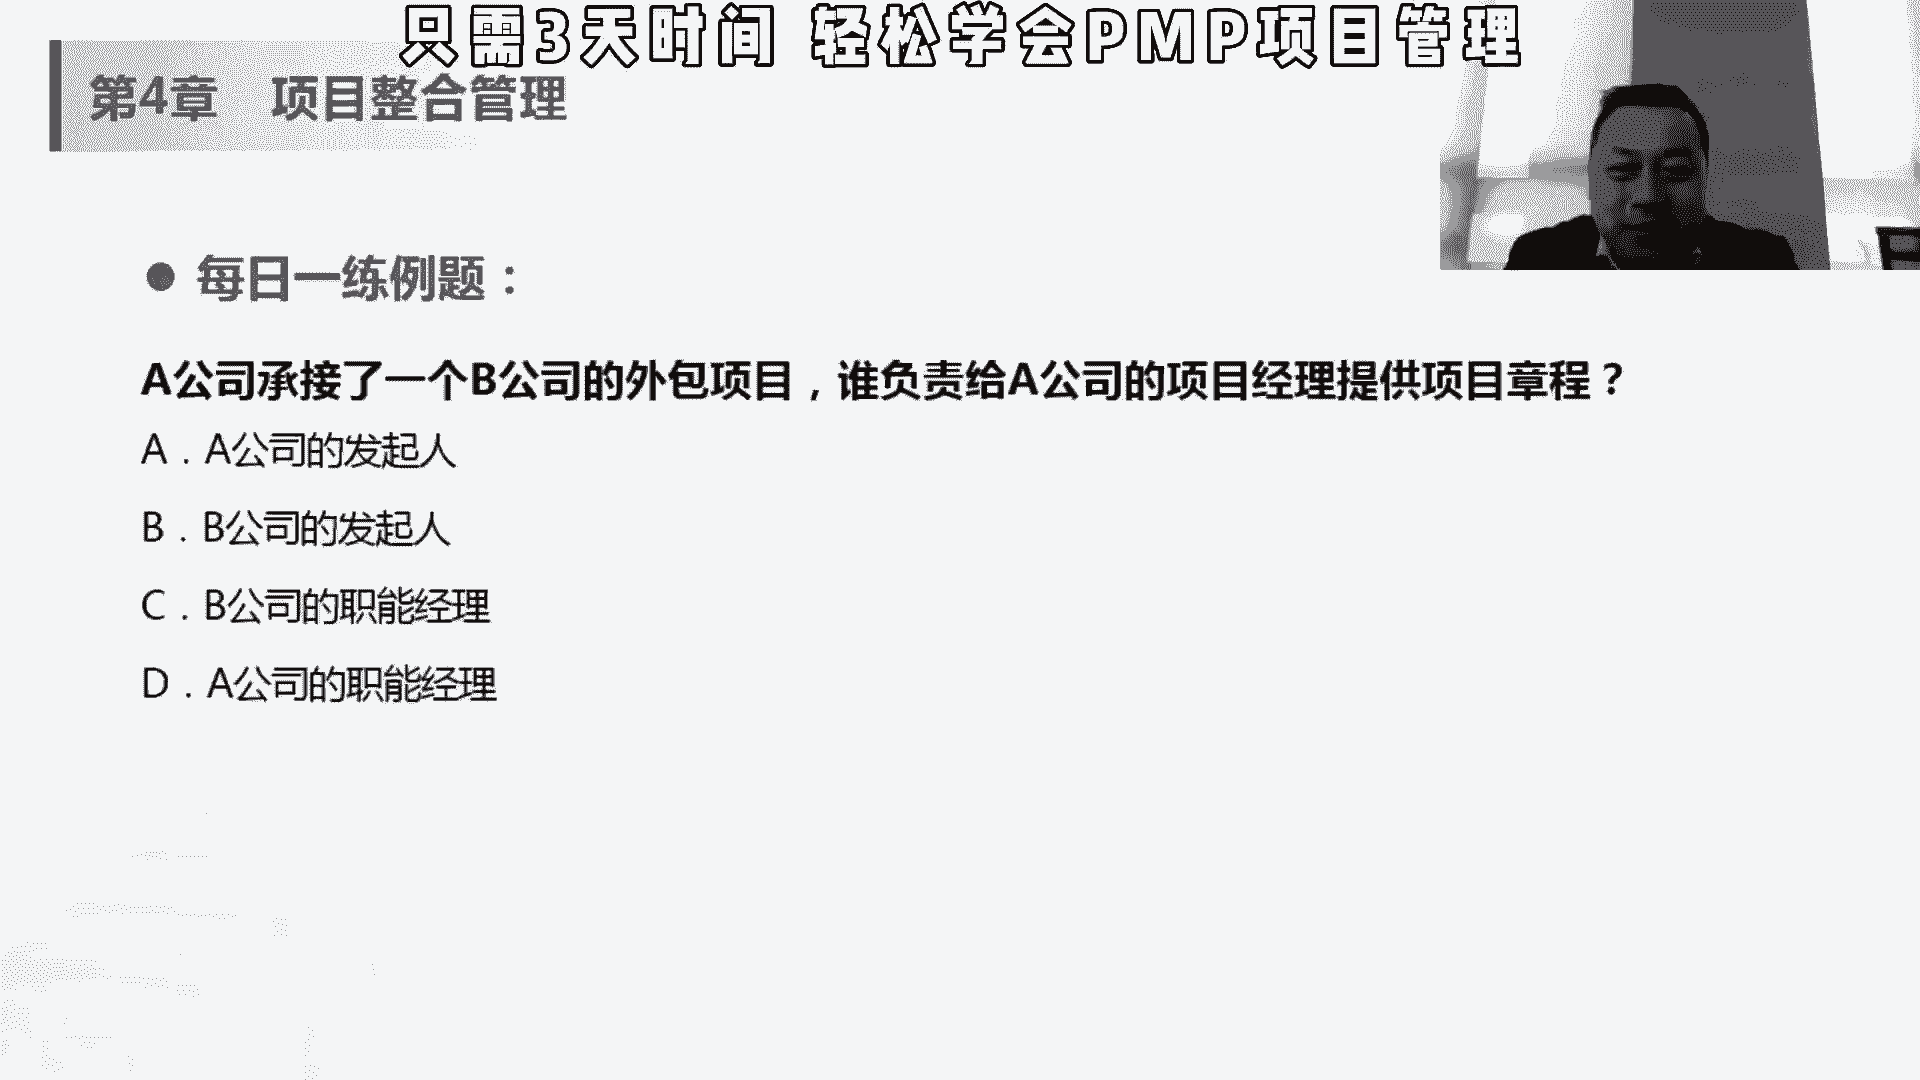 只需3天时间 轻松学会PMP项目管理
第4章 项目整合管理
● 每日一练例题：
A公司承接了一个B公司的外包项目，谁负责给A公司的项目经理提供项目章程？
A．A公司的发起人
B．B公司的发起人
C．B公司的职能经理
D．A公司的职能经理